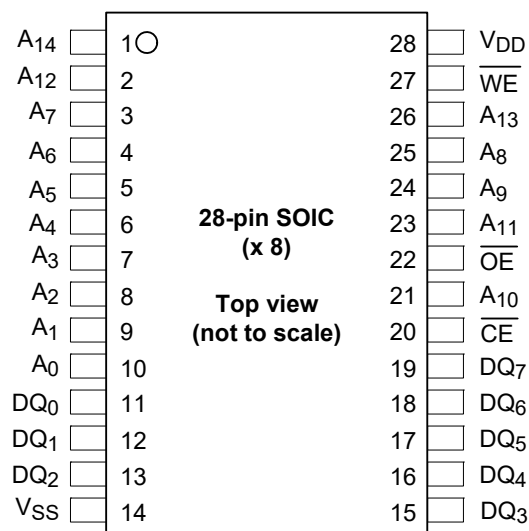 A14 1 28 VDD
A12 2 27 W̅E̅
A7 3 26 A13
A6 4 25 A8
A5 5 24 A9
A4 6 23 A11
A3 7 22 O̅E̅
A2 8 21 A10
A1 9 20 C̅E̅
A0 10 19 DQ7
DQ0 11 18 DQ6
DQ1 12 17 DQ5
DQ2 13 16 DQ4
VSS 14 15 DQ3
28-pin SOIC
(x 8)
Top view
(not to scale)